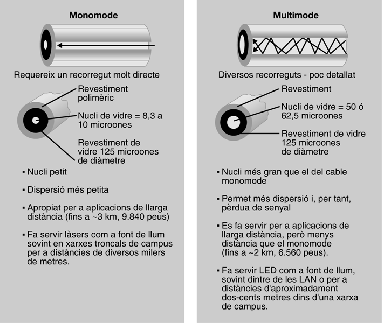 Monomode
Requereix un recorregut molt directe
Revestiment
polimèric
Nucli de vidre = 8,3 a
10 microones
Revestiment de
vidre 125 microones
de diàmetre
• Nucli petit
• Dispersió més petita
• Apropiat per a aplicacions de llarga
distància (fins a ~3 km, 9.840 peus)
• Fa servir làsers com a font de llum
sovint en xarxes troncals de campus
per a distàncies de diversos milers
de metres.
Multimode
Diversos recorreguts - poc detallat
Revestiment
Nucli de vidre = 50 ó
62,5 microones
Revestiment de vidre
125 microones
de diàmetre
• Nucli més gran que el del cable
monomode
• Permet més dispersió i, per tant,
pèrdua de senyal
• Es fa servir per a aplicacions de
llarga distància, però menys
distància que el monomode
(fins a ~2 km, 6.560 peus).
• Fa servir LED com a font de llum,
sovint dintre de les LAN o per a
distàncies d'aproximadament
dos-cents metres dins d'una xarxa
de campus.